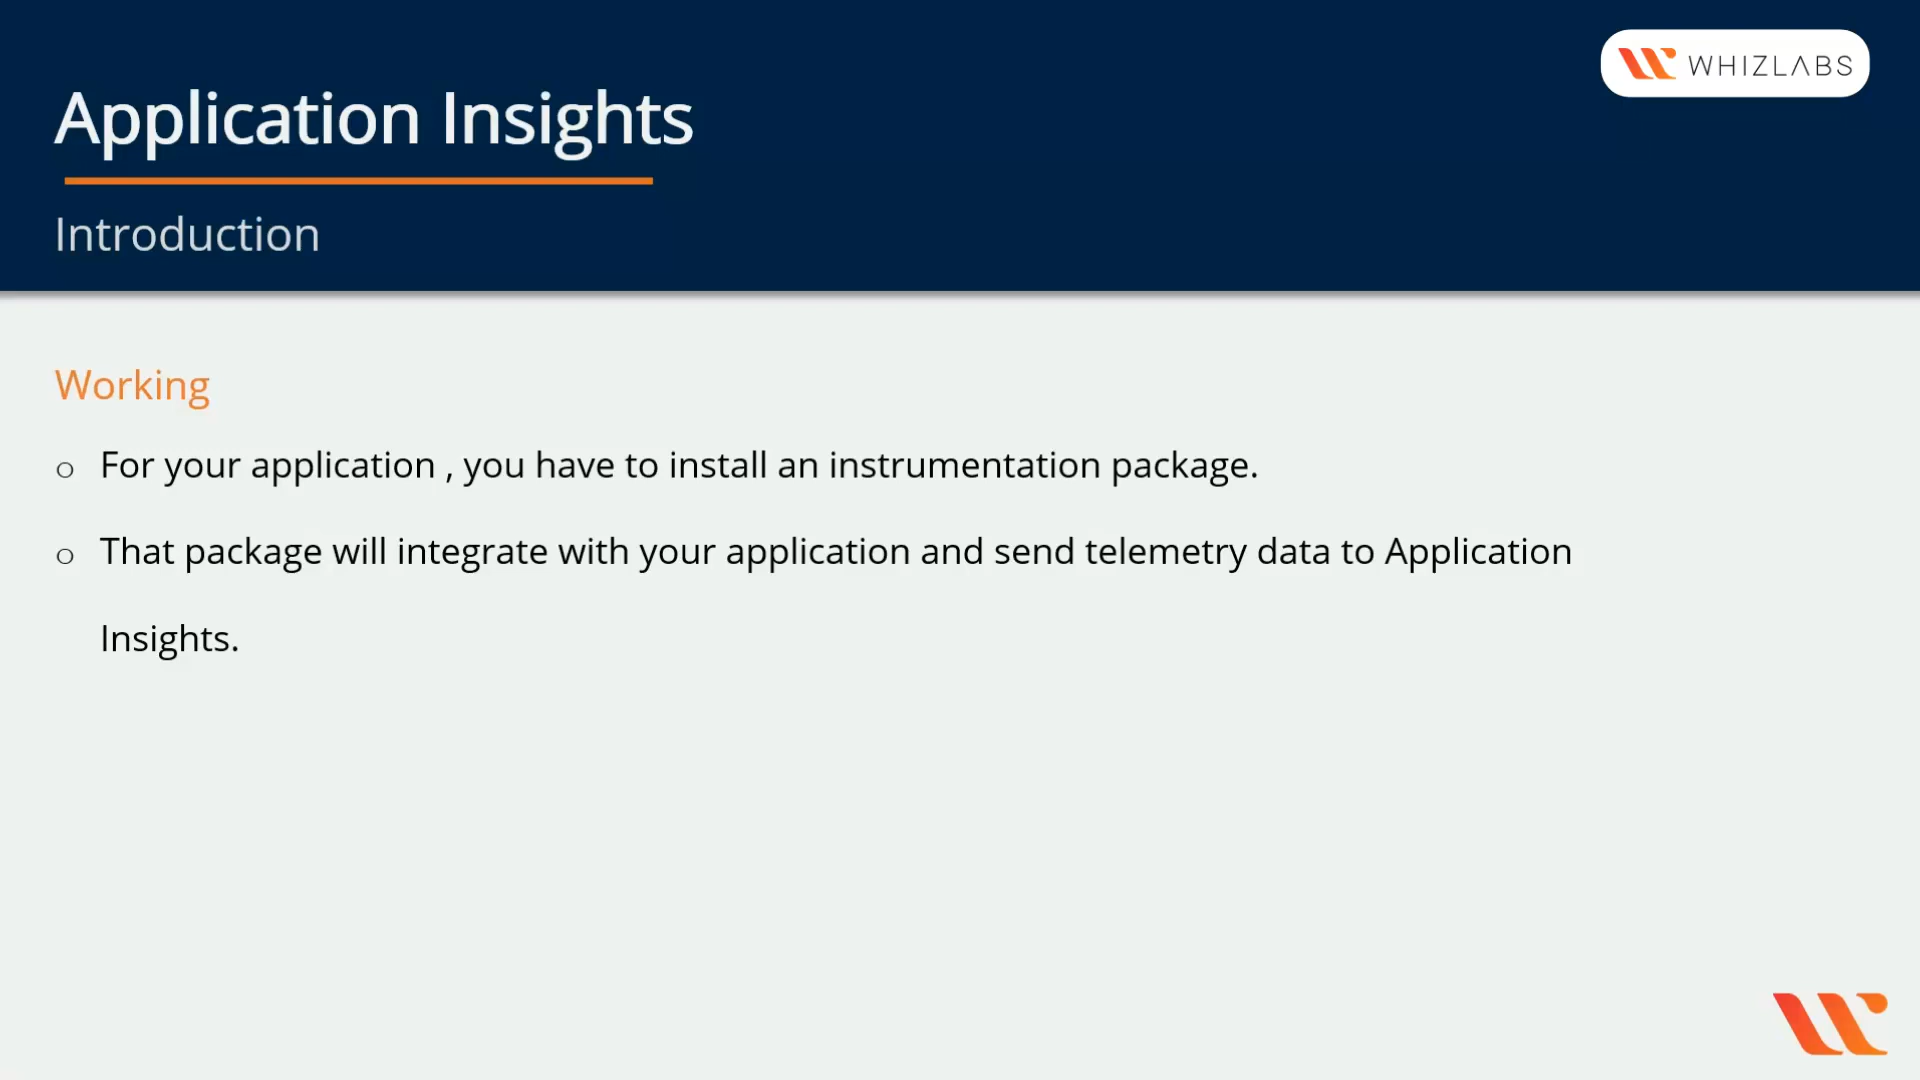 WHIZLABS
Application Insights
Introduction
Working
o For your application , you have to install an instrumentation package.
o That package will integrate with your application and send telemetry data to Application
Insights.